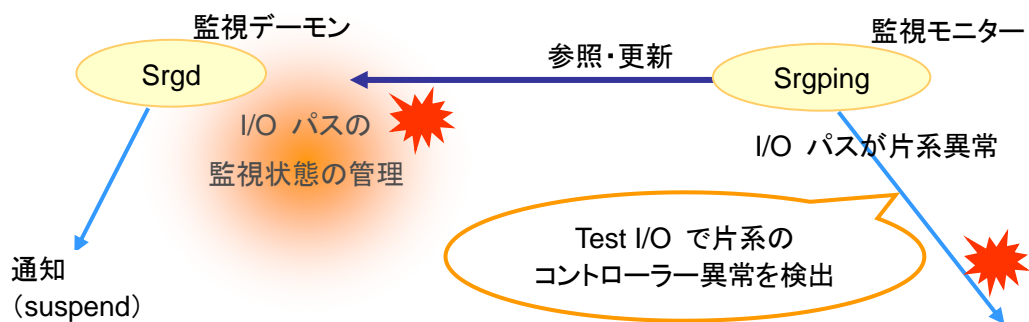 監視デーモン
Srgd
I/O パスの
監視状態の管理
通知
(suspend)
参照・更新
監視モニター
Srgping
I/O パスが片系異常
Test I/O で片系の
コントローラー異常を検出